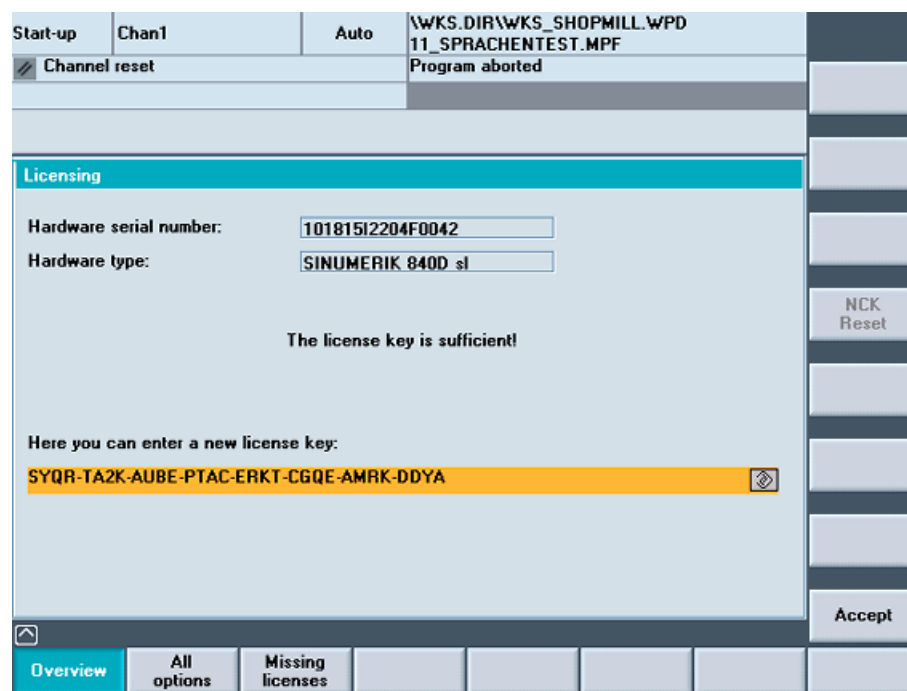 Start-up Chan1 Auto \WKS.DIR\WKS_SHOPMILL.WPD
11_SPRACHENTEST.MPF
Channel reset Program aborted
Licensing
Hardware serial number: 101815I2204F0042
Hardware type: SINUMERIK 840D sl
NCK
Reset
The license key is sufficient!
Here you can enter a new license key:
SYQR-TA2K-AUBE-PTAC-ERKT-CGQE-AMRK-DDYA
Accept
Overview All options Missing licenses